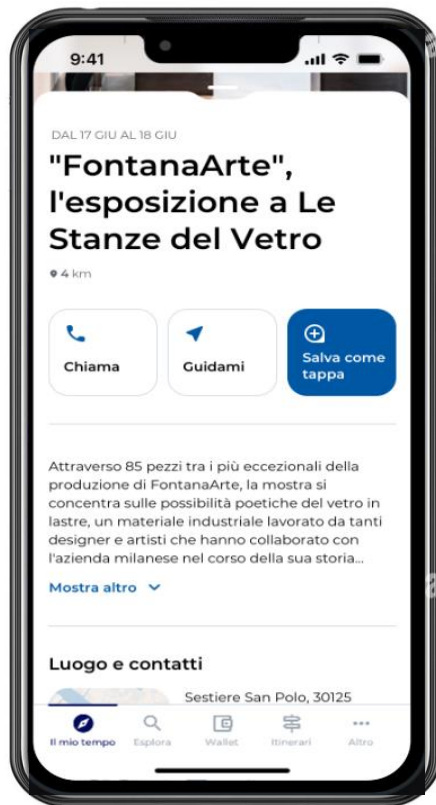 9:41
DAL 17 GIU AL 18 GIU
"FontanaArte",
l'esposizione a Le
Stanze del Vetro
4 km
Chiama
Guidami
Salva come
tappa
Attraverso 85 pezzi tra i più eccezionali della
produzione di FontanaArte, la mostra si
concentra sulle possibilità poetiche del vetro in
lastre, un materiale industriale lavorato da tanti
designer e artisti che hanno collaborato con
l'azienda milanese nel corso della sua storia...
Mostra altro
Luogo e contatti
Sestiere San Polo, 30125
Il mio tempo
Esplora
Wallet
Itinerari
Altro